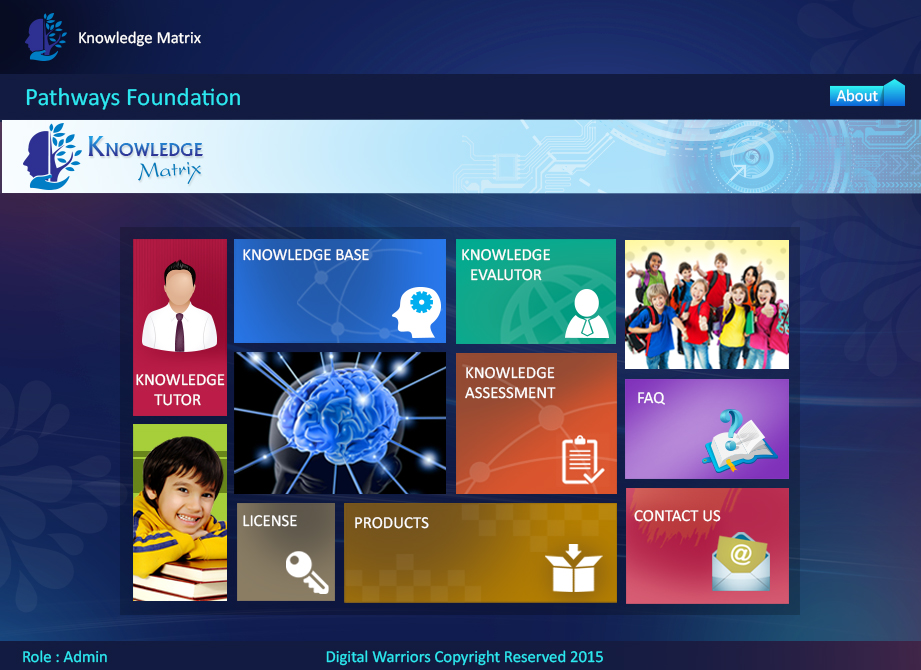 Knowledge Matrix
Pathways Foundation
About
KNOWLEDGE
Matrix
KNOWLEDGE
TUTOR
KNOWLEDGE BASE
KNOWLEDGE
EVALUTOR
KNOWLEDGE
ASSESSMENT
FAQ
LICENSE
PRODUCTS
CONTACT US
@
Role : Admin
Digital Warriors Copyright Reserved 2015